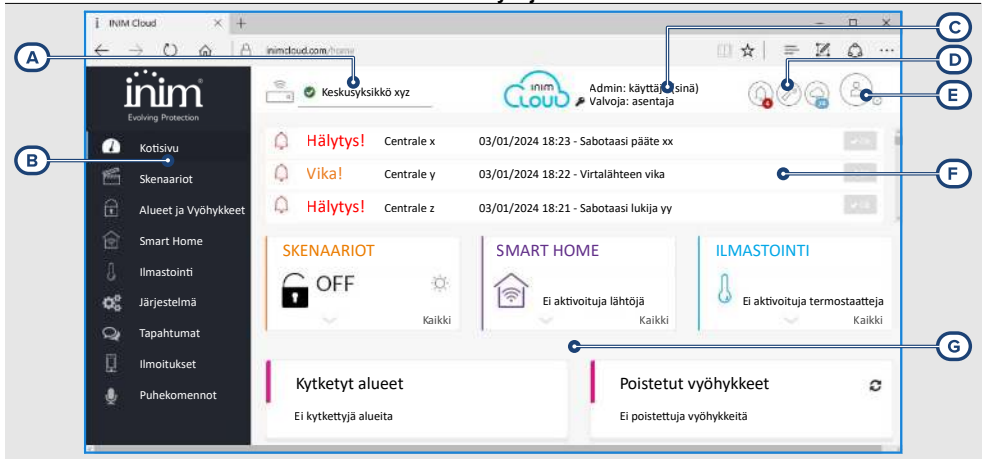 INIM Cloud
inimcloud.com/home
A
B
C
D
E
F
G
inim
Evolving Protection
Keskusyksikkö xyz
inim
CLOUD
Admin: käyttäjä (sinä)
Valvoja: asentaja
Kotisivu
Skenaariot
Alueet ja Vyöhykkeet
Smart Home
Ilmastointi
Järjestelmä
Tapahtumat
Ilmoitukset
Puhekomennot
Hälytys! Centrale x 03/01/2024 18:23 - Sabotaasi pääte xx
Vika! Centrale y 03/01/2024 18:22 - Virtalähteen vika
Hälytys! Centrale z 03/01/2024 18:21 - Sabotaasi lukija yy
SKENAARIOT
OFF
Kaikki
SMART HOME
Ei aktivoituja lähtöjä
Kaikki
ILMASTOINTI
Ei aktivoituja termostaatteja
Kaikki
Kytketyt alueet
Ei kytkettyjä alueita
Poistetut vyöhykkeet
Ei poistettuja vyöhykkeitä